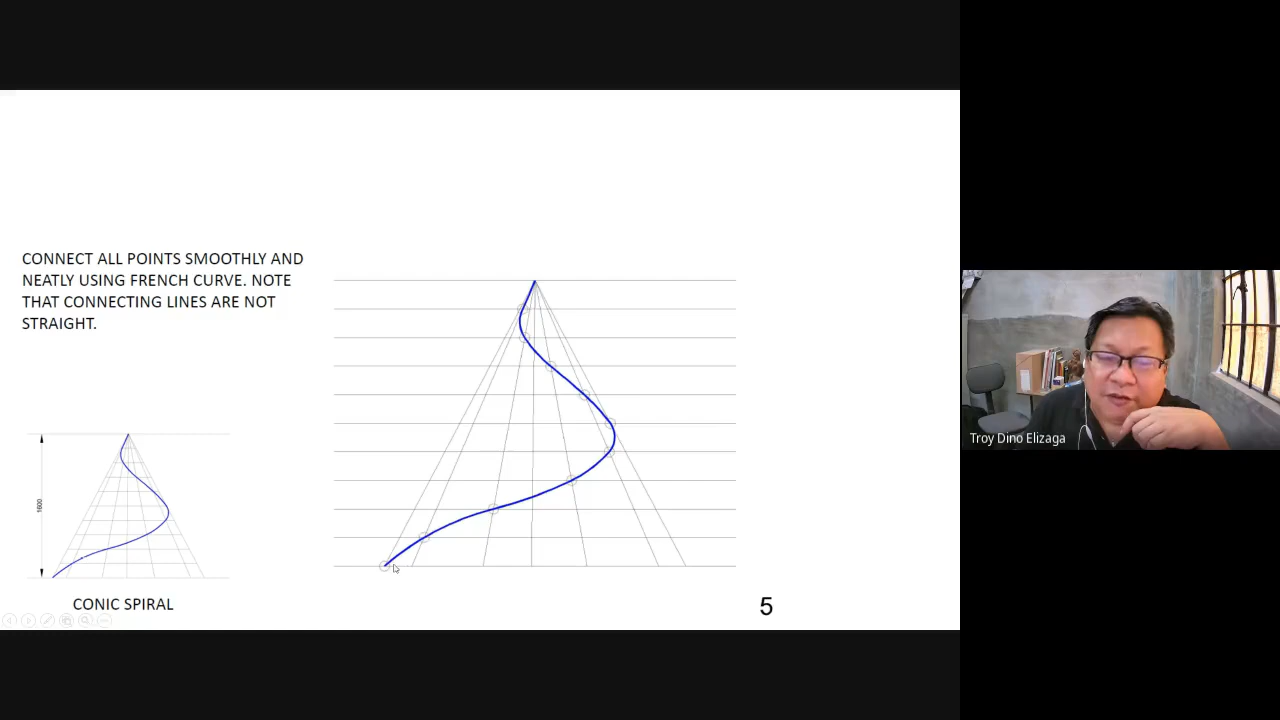 CONNECT ALL POINTS SMOOTHLY AND
NEATLY USING FRENCH CURVE. NOTE
THAT CONNECTING LINES ARE NOT
STRAIGHT.
1600
CONIC SPIRAL
5
Troy Dino Elizaga